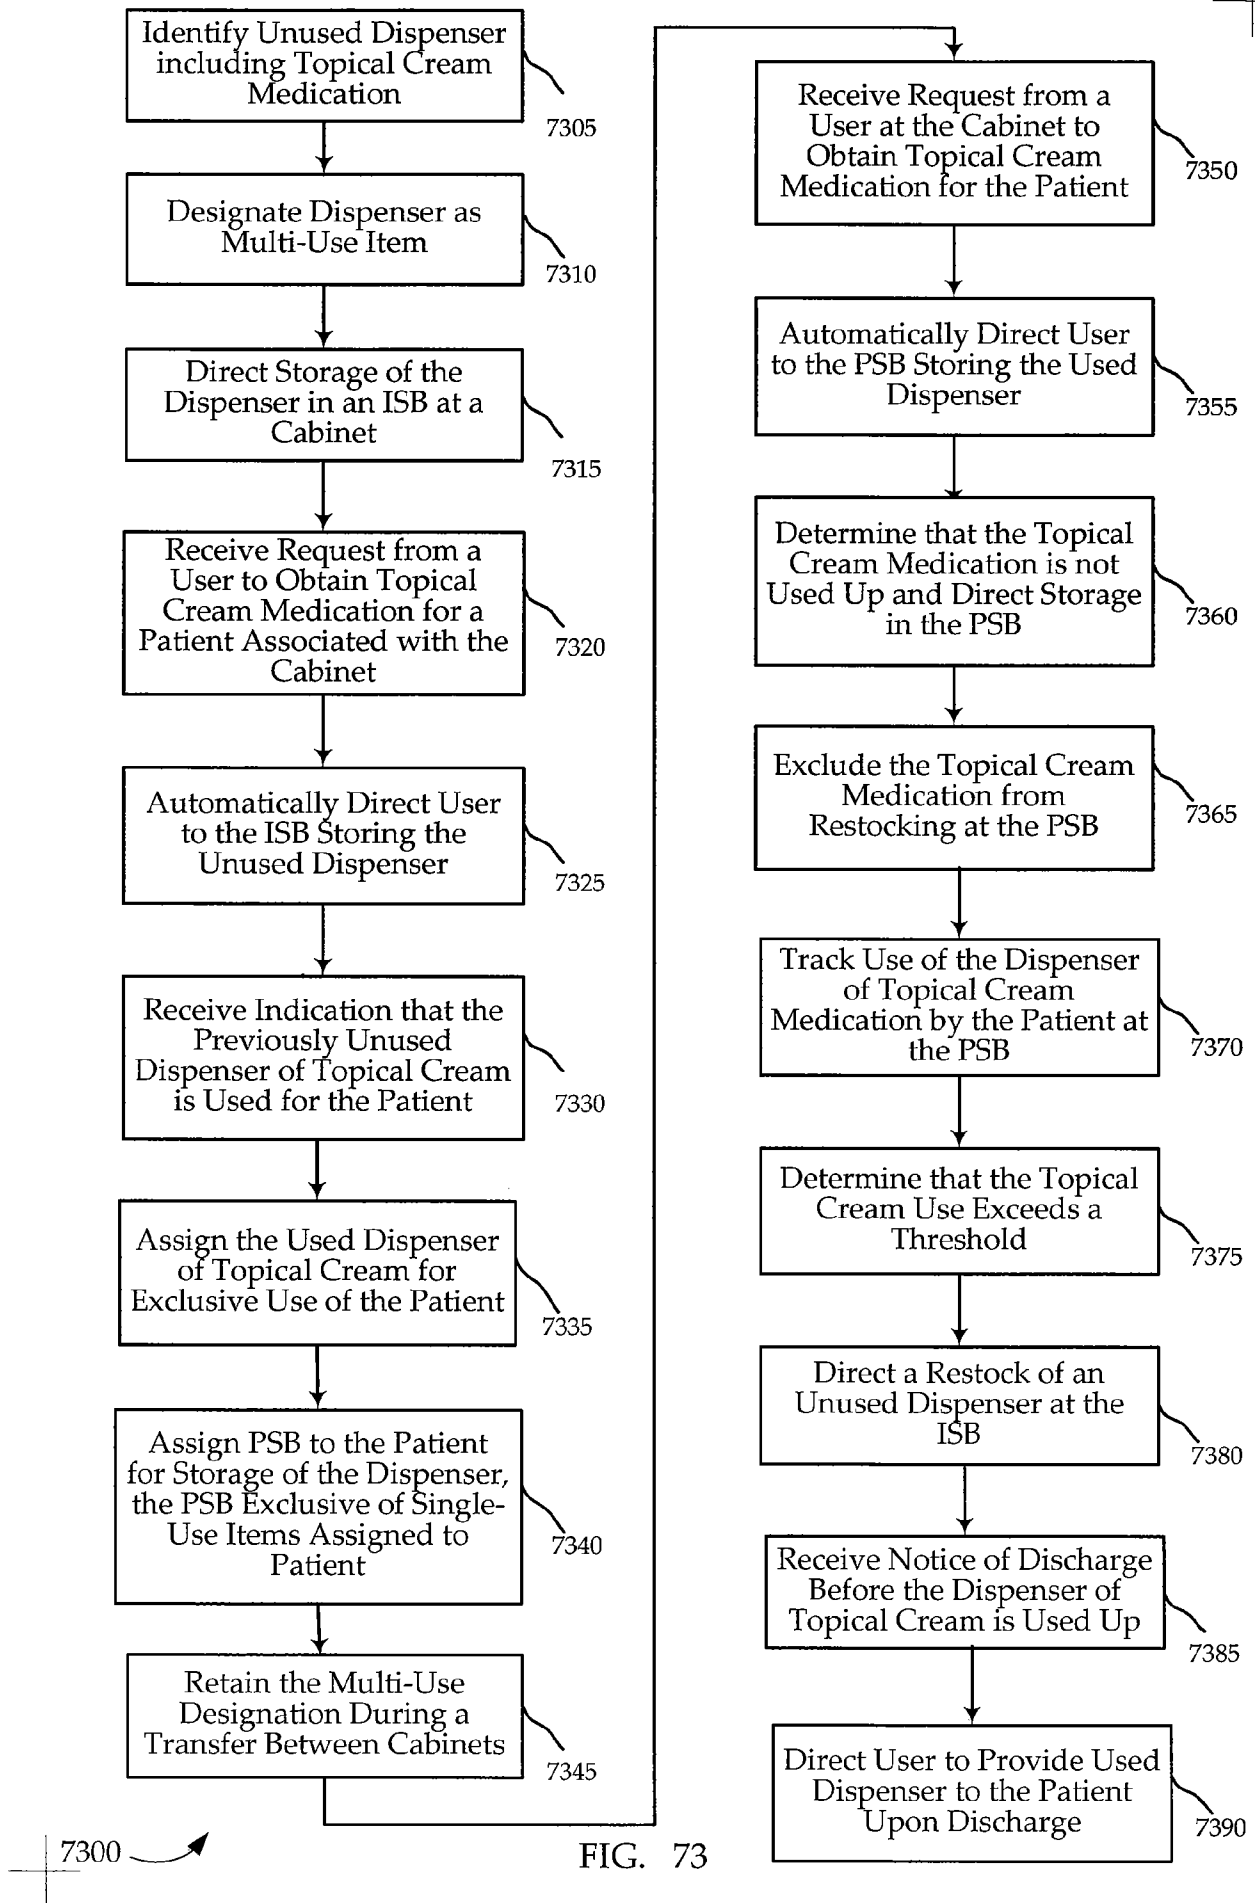 Identify Unused Dispenser
including Topical Cream
Medication
7305
Designate Dispenser as
Multi-Use Item
7310
Direct Storage of the
Dispenser in an ISB at a
Cabinet
7315
Receive Request from a
User to Obtain Topical
Cream Medication for a
Patient Associated with the
Cabinet
7320
Automatically Direct User
to the ISB Storing the
Unused Dispenser
7325
Receive Indication that the
Previously Unused
Dispenser of Topical Cream
is Used for the Patient
7330
Assign the Used Dispenser
of Topical Cream for
Exclusive Use of the Patient
7335
Assign PSB to the Patient
for Storage of the Dispenser,
the PSB Exclusive of Single-
Use Items Assigned to
Patient
7340
Retain the Multi-Use
Designation During a
Transfer Between Cabinets
7345
Receive Request from a
User at the Cabinet to
Obtain Topical Cream
Medication for the Patient
7350
Automatically Direct User
to the PSB Storing the Used
Dispenser
7355
Determine that the Topical
Cream Medication is not
Used Up and Direct Storage
in the PSB
7360
Exclude the Topical Cream
Medication from
Restocking at the PSB
7365
Track Use of the Dispenser
of Topical Cream
Medication by the Patient at
the PSB
7370
Determine that the Topical
Cream Use Exceeds a
Threshold
7375
Direct a Restock of an
Unused Dispenser at the
ISB
7380
Receive Notice of Discharge
Before the Dispenser of
Topical Cream is Used Up
7385
Direct User to Provide Used
Dispenser to the Patient
Upon Discharge
7390
7300
FIG. 73